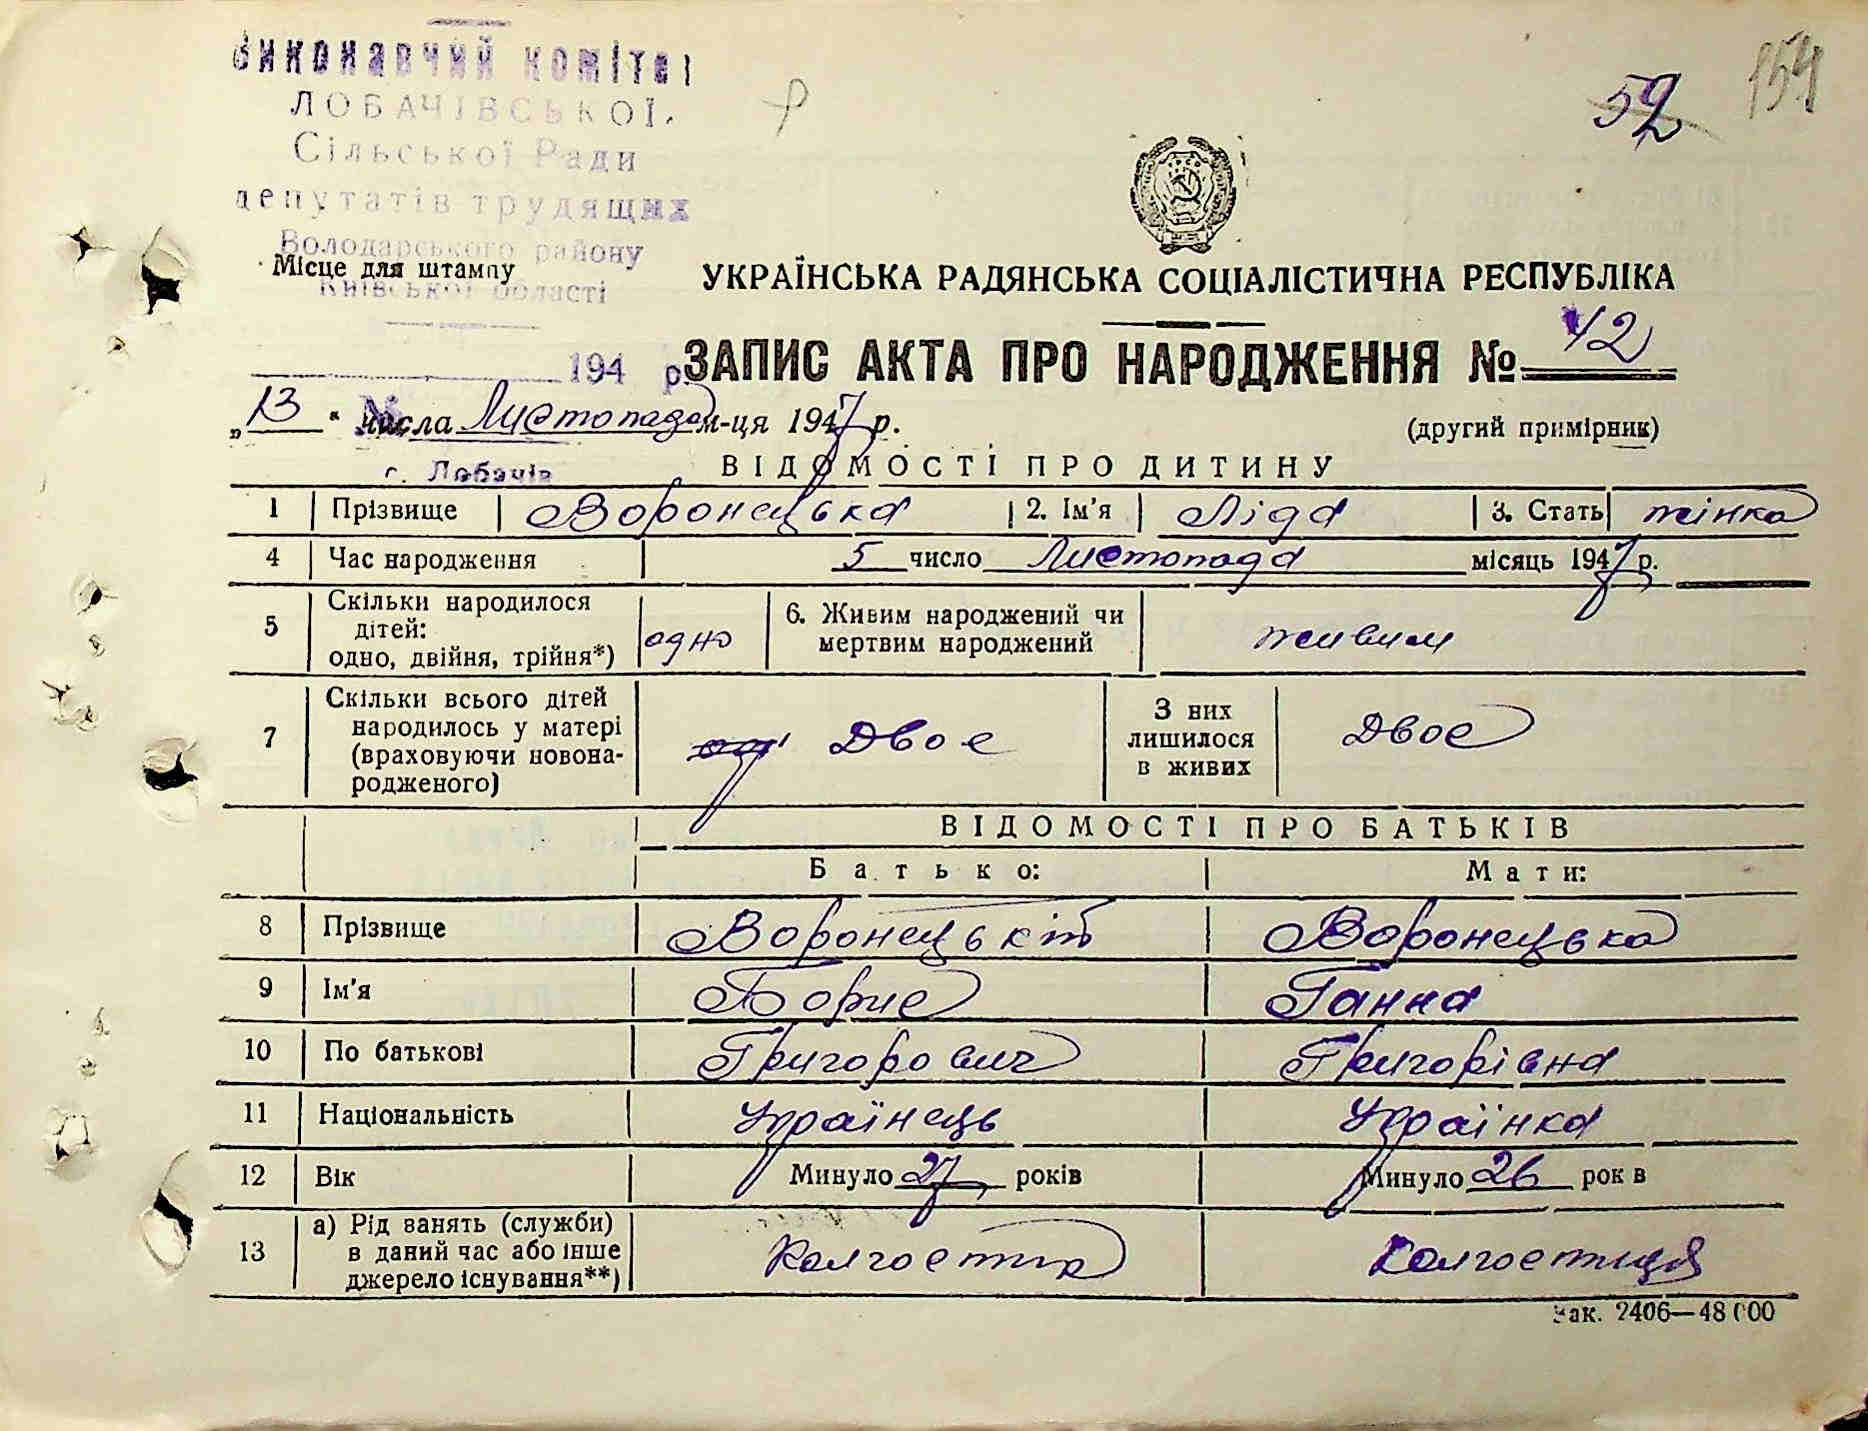 Виконавчий комітет
ЛОБАЧІВСЬКОЇ
Сільської Ради
депутатів трудящих
Володарського району
Місце для штампу
Київської області
52
154
УКРАЇНСЬКА РАДЯНСЬКА СОЦІАЛІСТИЧНА РЕСПУБЛІКА
194 р.
ЗАПИС АКТА ПРО НАРОДЖЕННЯ № 42
„13" числа Листопада м-ця 1947 р.
(другий примірник)
с. Лобачів
ВІДОМОСТІ ПРО ДИТИНУ
1 Прізвище Воронецька 2. Ім'я Ліда 3. Стать жінка
4 Час народження 5 число Листопада місяць 1947 р.
5 Скільки народилося дітей: одно, двійня, трійня*) одно 6. Живим народжений чи мертвим народжений живим
7 Скільки всього дітей народилось у матері (враховуючи новонародженого) Двоє З них лишилося в живих Двоє
ВІДОМОСТІ ПРО БАТЬКІВ
Батько: Мати:
8 Прізвище Воронецькій Воронецька
9 Ім'я Борис Ганна
10 По батькові Григорович Григорівна
11 Національність Українець Українка
12 Вік Минуло 27 років Минуло 26 рок в
13 а) Рід занять (служби) в даний час або інше джерело існування**) Колгоспник Колгоспниця
Зак. 2406—48 000